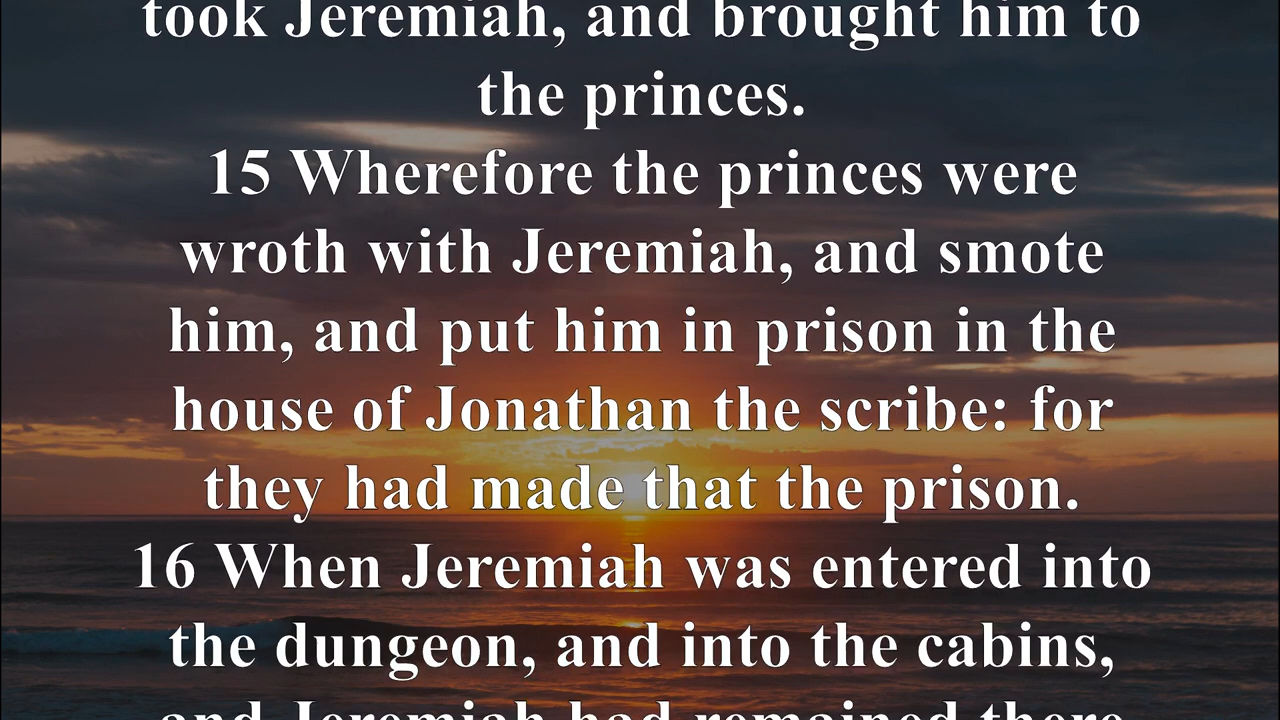 took Jeremiah, and brought him to
the princes.
15 Wherefore the princes were
wroth with Jeremiah, and smote
him, and put him in prison in the
house of Jonathan the scribe: for
they had made that the prison.
16 When Jeremiah was entered into
the dungeon, and into the cabins,
and Jeremiah had remained there